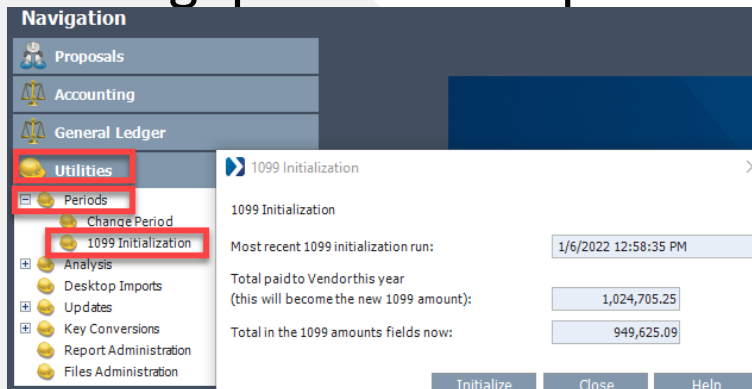 Navigation
Proposals
Accounting
General Ledger
Utilities
Periods
Change Period
1099 Initialization
Analysis
Desktop Imports
Updates
Key Conversions
Report Administration
Files Administration
1099 Initialization
1099 Initialization
Most recent 1099 initialization run: 1/6/2022 12:58:35 PM
Total paid to Vendor this year
(this will become the new 1099 amount): 1,024,705.25
Total in the 1099 amounts fields now: 949,625.09
Initialize Close Help